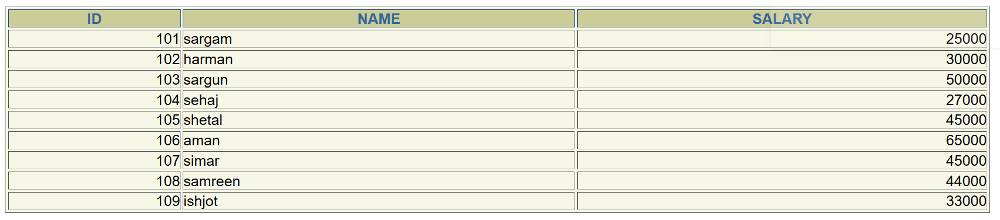 ID NAME SALARY
101 sargam 25000
102 harman 30000
103 sargun 50000
104 sehaj 27000
105 shetal 45000
106 aman 65000
107 simar 45000
108 samreen 44000
109 ishjot 33000